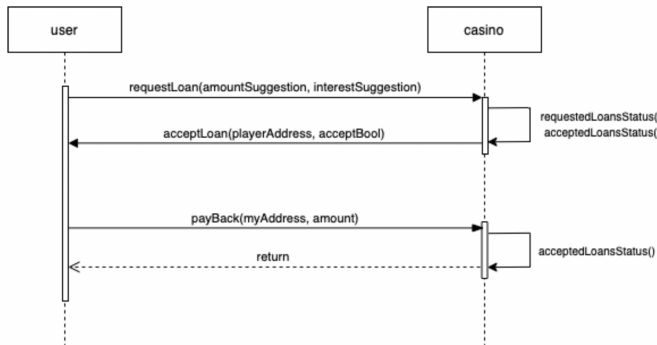 user
casino
requestLoan(amountSuggestion, interestSuggestion)
requestedLoansStatus(
acceptedLoansStatus(
acceptLoan(playerAddress, acceptBool)
payBack(myAddress, amount)
acceptedLoansStatus()
return